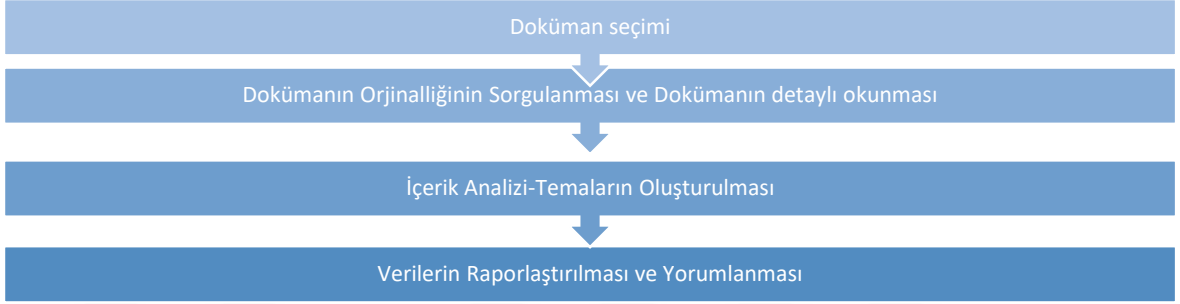 Doküman seçimi
Dokümanın Orjinalliğinin Sorgulanması ve Dokümanın detaylı okunması
İçerik Analizi-Temaların Oluşturulması
Verilerin Raporlaştırılması ve Yorumlanması